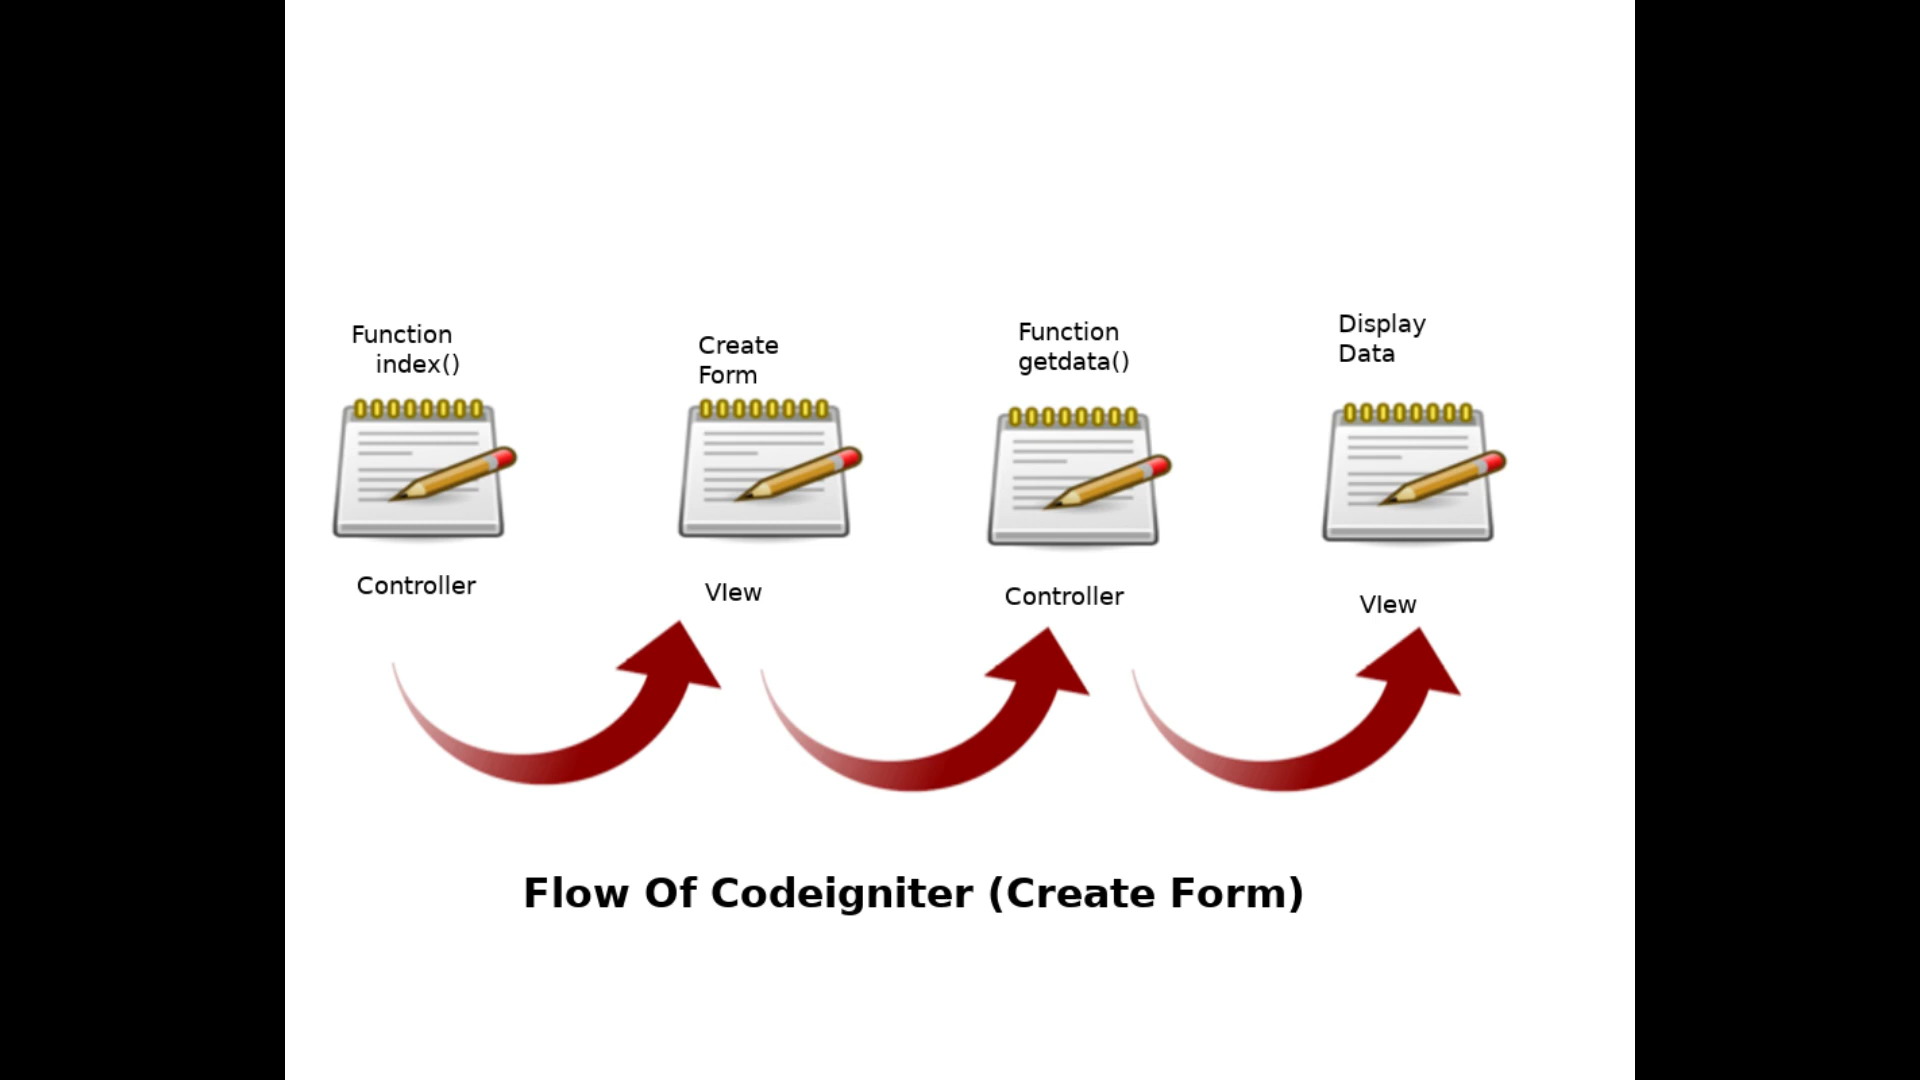 Function
index()
Create
Form
Function
getdata()
Display
Data
Controller
VIew
Controller
VIew
Flow Of Codeigniter (Create Form)